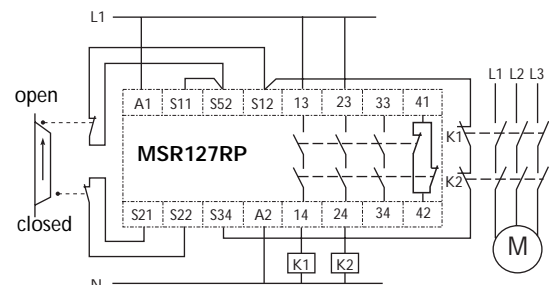 L1
L1 L2 L3
open
A1 S11 S52 S12 13 23 33 41
K1
MSR127RP
K2
closed
S21 S22 S34 A2 14 24 34 42
M
K1 K2
N